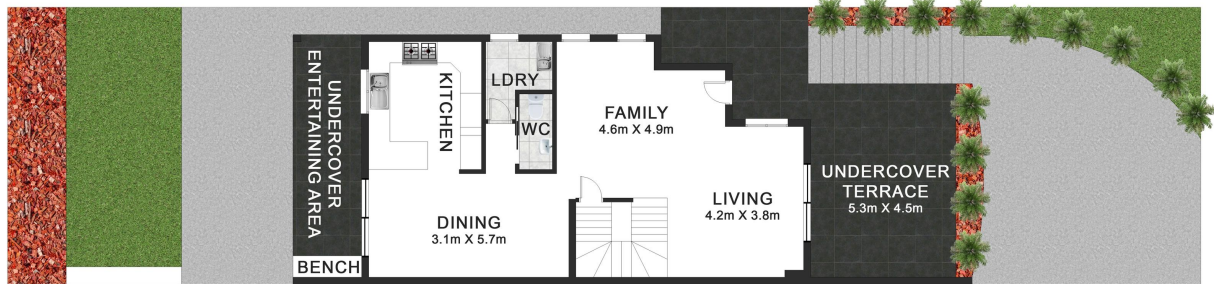 UNDERCOVER
ENTERTAINING AREA
BENCH
KITCHEN
LDRY
WC
DINING
3.1m X 5.7m
FAMILY
4.6m X 4.9m
LIVING
4.2m X 3.8m
UNDERCOVER
TERRACE
5.3m X 4.5m